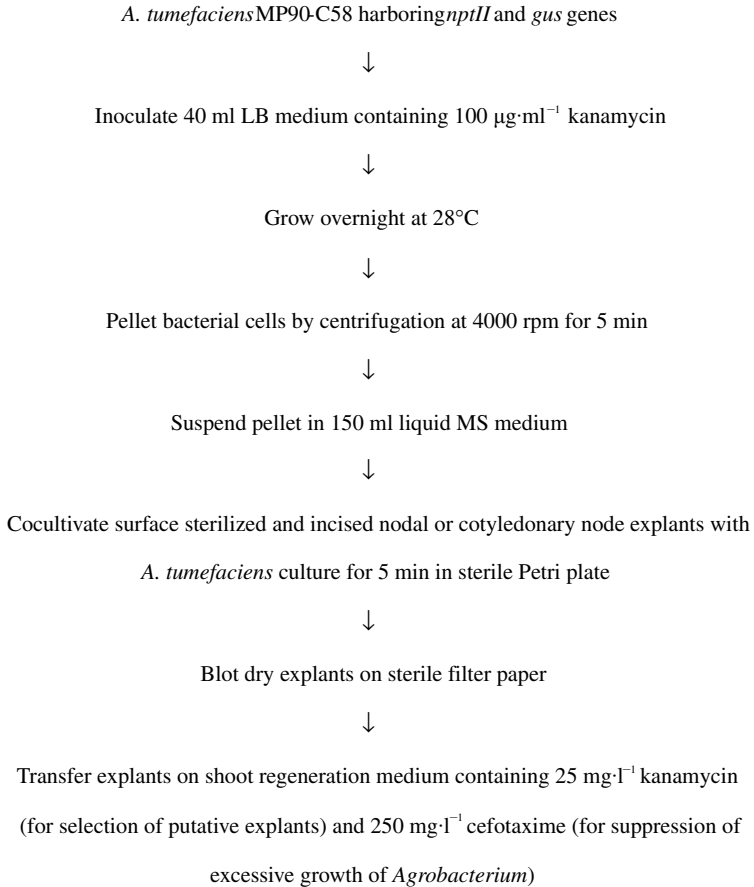 A. tumefaciens MP90-C58 harboring nptII and gus genes
↓
Inoculate 40 ml LB medium containing 100 µg·ml⁻¹ kanamycin
↓
Grow overnight at 28°C
↓
Pellet bacterial cells by centrifugation at 4000 rpm for 5 min
↓
Suspend pellet in 150 ml liquid MS medium
↓
Cocultivate surface sterilized and incised nodal or cotyledonary node explants with
A. tumefaciens culture for 5 min in sterile Petri plate
↓
Blot dry explants on sterile filter paper
↓
Transfer explants on shoot regeneration medium containing 25 mg·l⁻¹ kanamycin
(for selection of putative explants) and 250 mg·l⁻¹ cefotaxime (for suppression of
excessive growth of Agrobacterium)